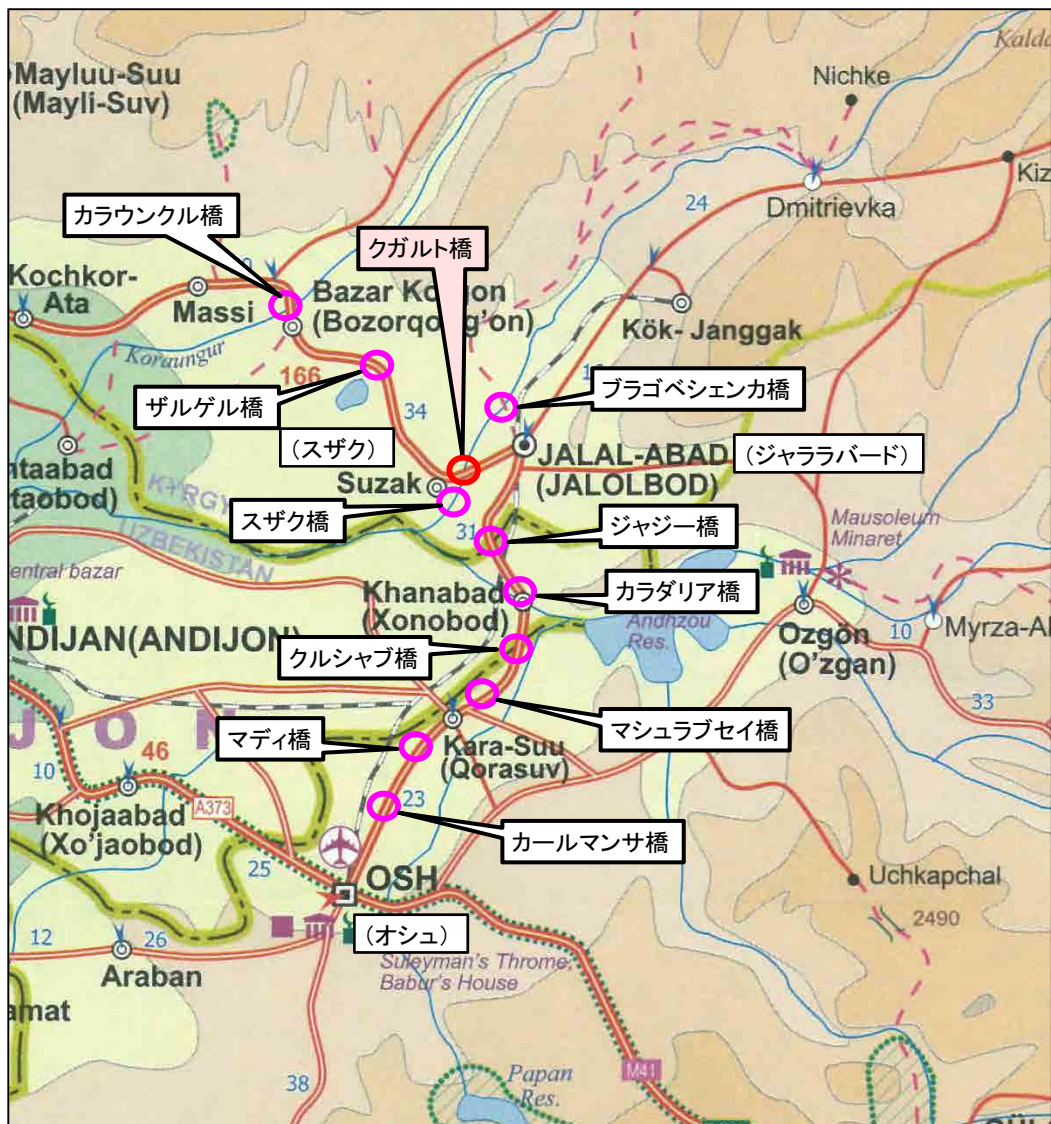 Mayluu-Suu
(Mayli-Suv)
Kalda
Nichke
Kiz
カラウンクル橋
クガルト橋
24
Dmitrievka
Kochkor-
Ata
Massi
Bazar Ko
gon
(Bozorqo
g'on)
Kök- Janggak
Koraungur
166
ザルゲル橋
34
ブラゴベシェンカ橋
(スザク)
JALAL-ABAD
(ジャララバード)
(JALOLBOD)
ntaabad
taobod)
Suzak
KYRGY
スザク橋
31
ジャジー橋
Mausoleum
Minaret
UZBEKISTAN
entral bazar
Khanabad
(Xonobod)
カラダリア橋
NDIJAN(ANDIJON)
Andhzou
Res.
Ozgön
(O'zgan)
10
Myrza-Al
クルシャブ橋
33
J O N
マディ橋
46
Kara-Suu
(Qorasuv)
マシュラブセイ橋
10
A373
23
Khojaabad
(Xo'jaobod)
カールマンサ橋
25
OSH
Uchkapchal
2490
12
26
(オシュ)
Araban
Suleyman's Throme,
Babur's House
amat
38
Papan
Res.
M41